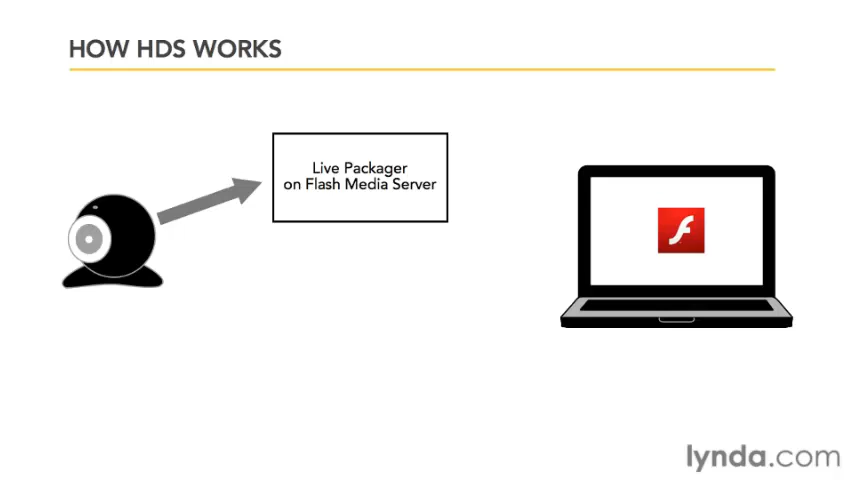 HOW HDS WORKS
Live Packager
on Flash Media Server
lynda.com